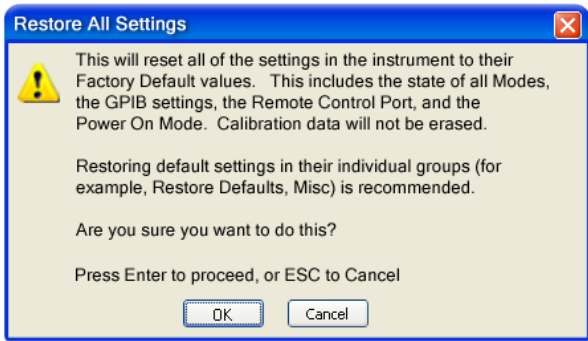 Restore All Settings
This will reset all of the settings in the instrument to their
Factory Default values. This includes the state of all Modes,
the GPIB settings, the Remote Control Port, and the
Power On Mode. Calibration data will not be erased.
Restoring default settings in their individual groups (for
example, Restore Defaults, Misc) is recommended.
Are you sure you want to do this?
Press Enter to proceed, or ESC to Cancel
OK Cancel